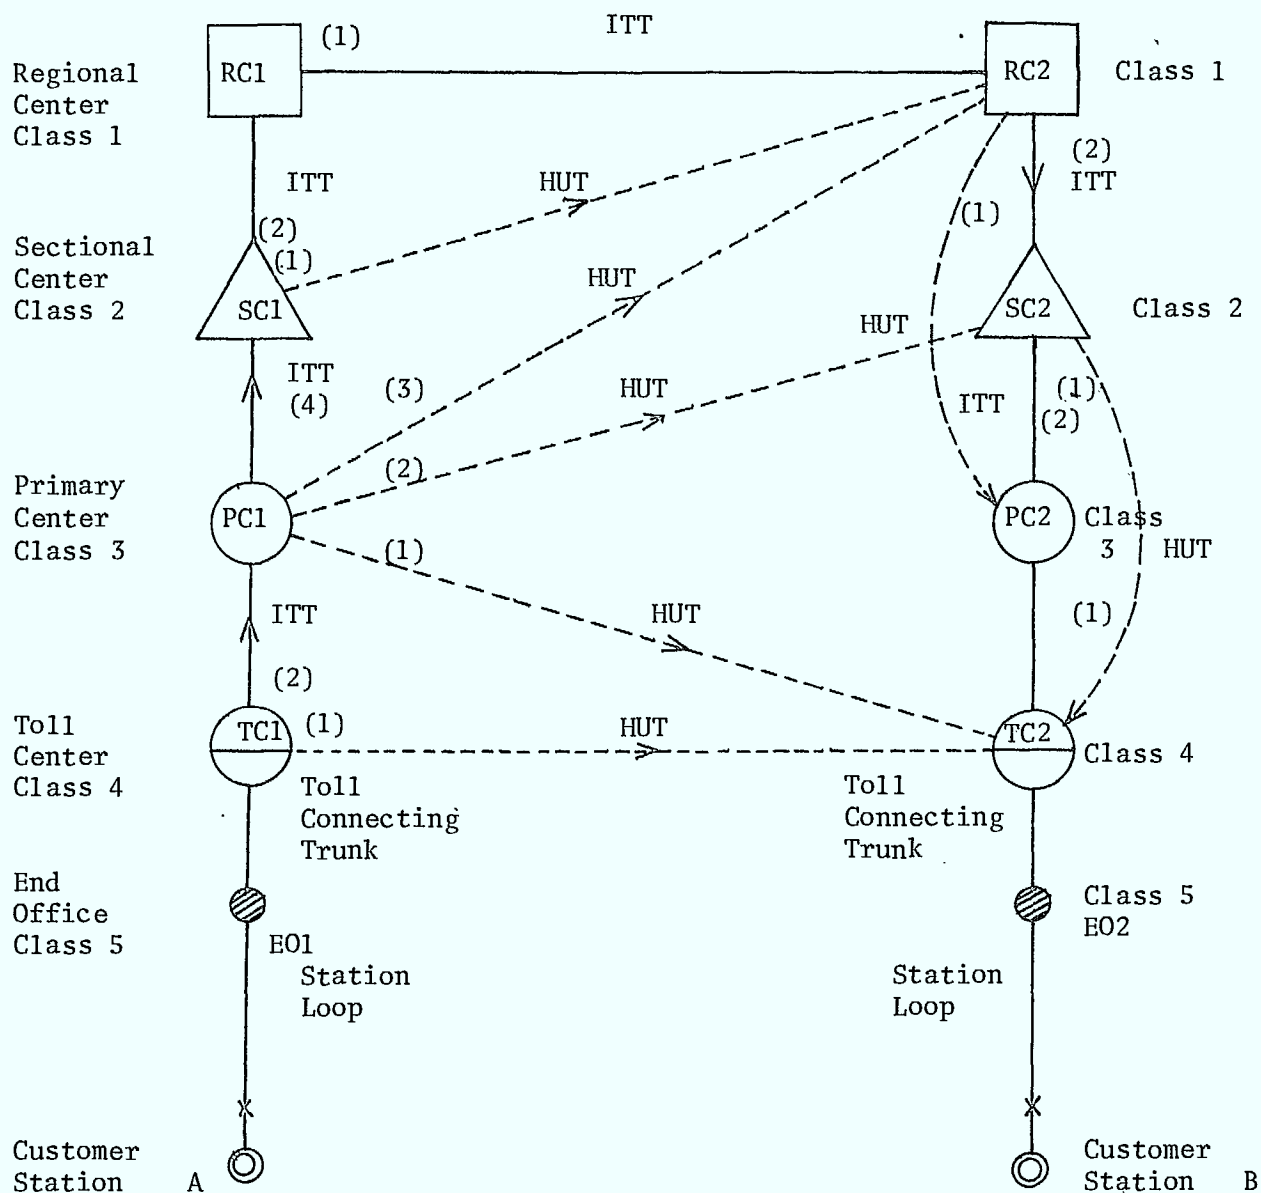 ITT
(1)
RC1
RC2
Class 1
Regional
Center
Class 1
(2)
ITT
ITT
HUT
(1)
(2)
(1)
Sectional
Center
Class 2
HUT
SC1
SC2
Class 2
HUT
ITT
(4)
(3)
HUT
(1)
ITT
(2)
(2)
Primary
Center
Class 3
PC1
PC2
Class
3
HUT
(1)
ITT
HUT
(1)
(2)
Toll
Center
Class 4
TC1
(1)
HUT
TC2
Class 4
Toll
Connecting
Trunk
Toll
Connecting
Trunk
End
Office
Class 5
Class 5
EO2
EO1
Station
Loop
Station
Loop
Customer
Station A
Customer
Station B